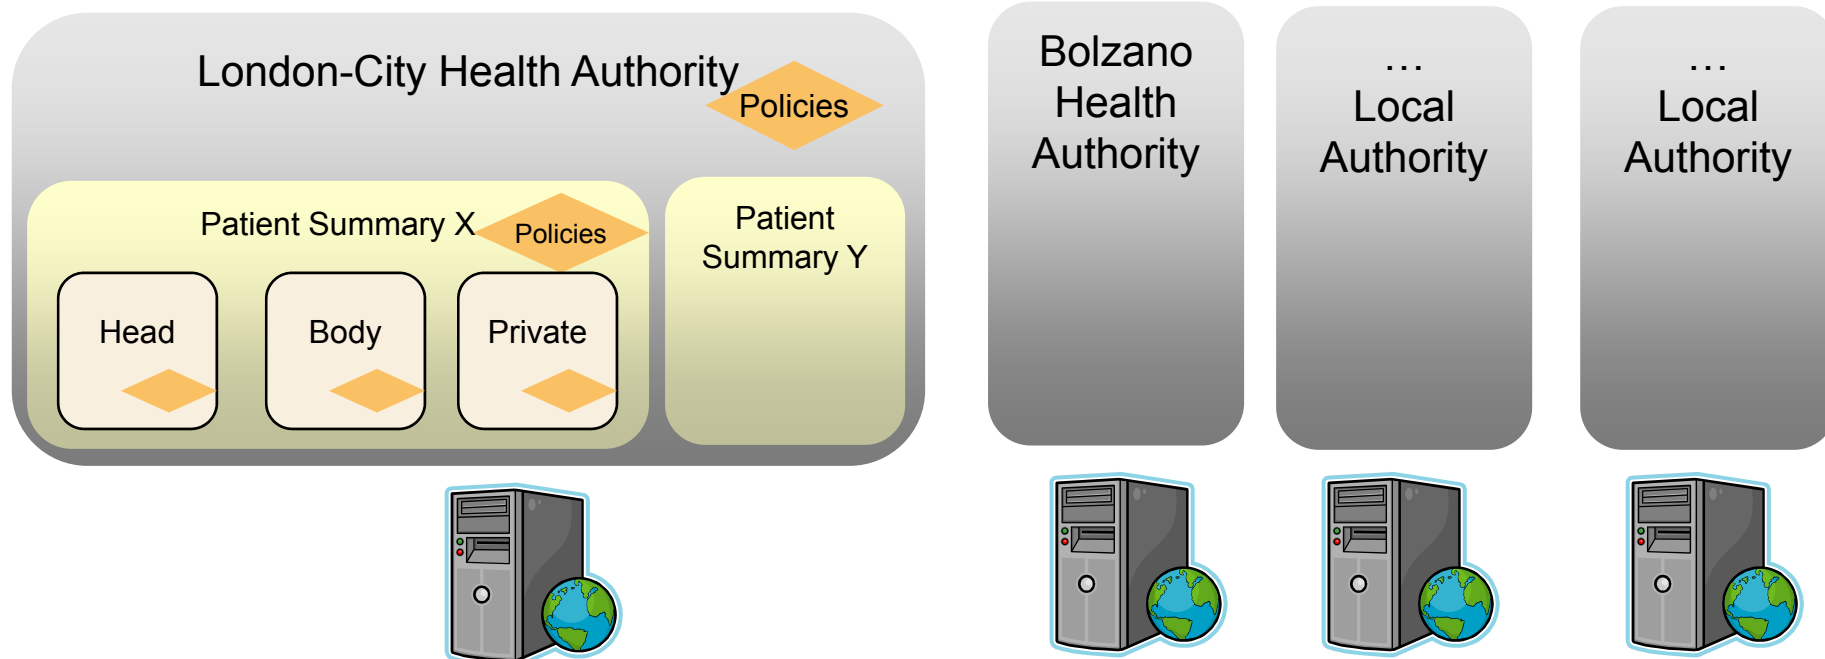 London-City Health Authority
Policies
Patient Summary X
Policies
Head
Body
Private
Patient
Summary Y
Bolzano
Health
Authority
…
Local
Authority
…
Local
Authority